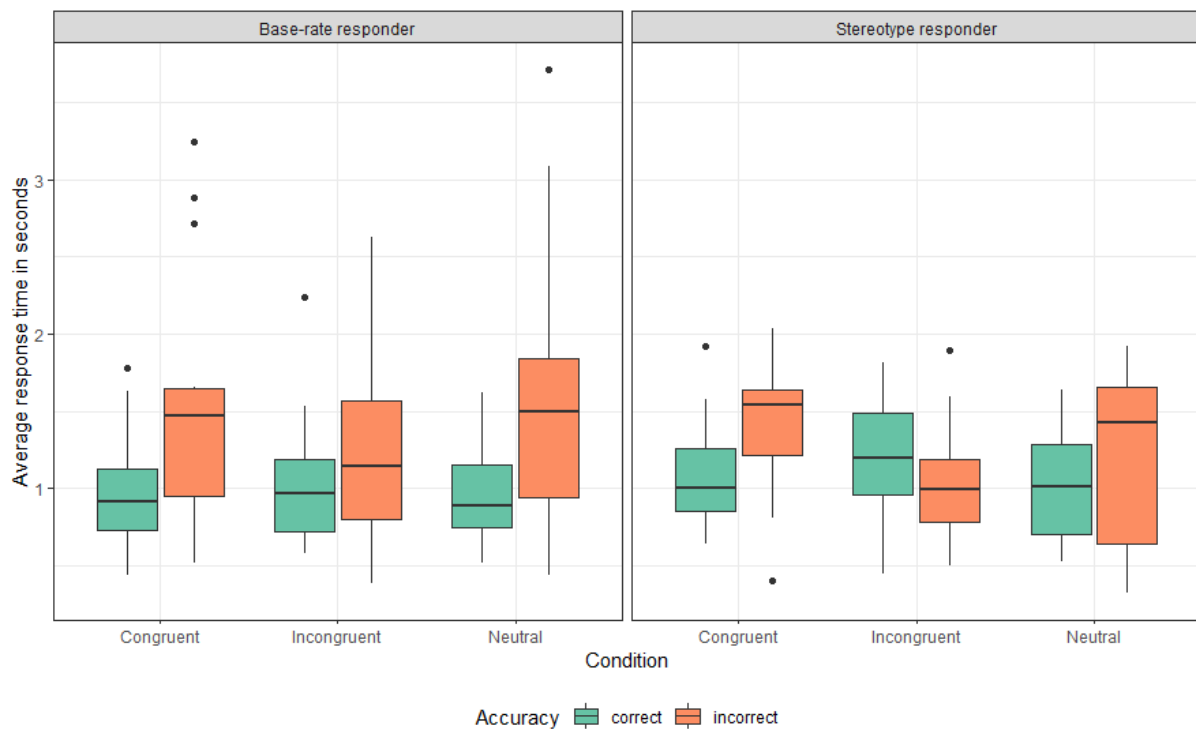 Base-rate responder
Stereotype responder
Average response time in seconds
3
2
1
Congruent
Incongruent
Neutral
Congruent
Incongruent
Neutral
Condition
Accuracy correct incorrect